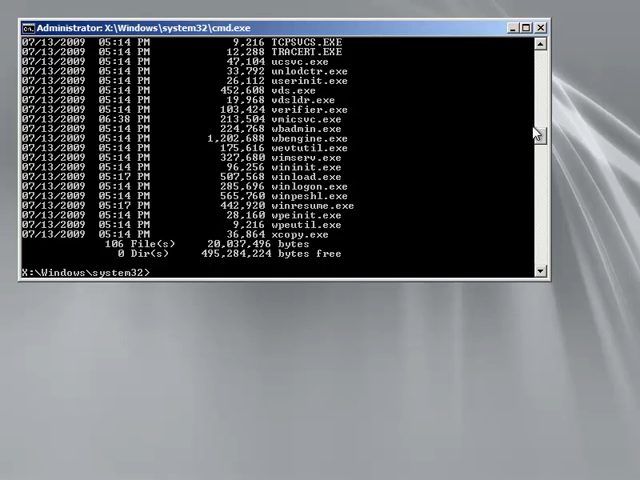 Administrator: X:\Windows\system32\cmd.exe
07/13/2009 05:14 PM 9,216 TCPSVCS.EXE
07/13/2009 05:14 PM 12,288 TRACERT.EXE
07/13/2009 05:14 PM 47,104 ucsvc.exe
07/13/2009 05:14 PM 33,792 unlodctr.exe
07/13/2009 05:14 PM 26,112 userinit.exe
07/13/2009 05:14 PM 452,608 vds.exe
07/13/2009 05:14 PM 19,968 vdsldr.exe
07/13/2009 05:14 PM 103,424 verifier.exe
07/13/2009 06:38 PM 213,504 vmicsvc.exe
07/13/2009 05:14 PM 224,768 wbadmin.exe
07/13/2009 05:14 PM 1,202,688 wbengine.exe
07/13/2009 05:14 PM 175,616 wevtutil.exe
07/13/2009 05:14 PM 327,680 wimserv.exe
07/13/2009 05:14 PM 96,256 wininit.exe
07/13/2009 05:17 PM 507,568 winload.exe
07/13/2009 05:14 PM 285,696 winlogon.exe
07/13/2009 05:14 PM 565,760 winpeshl.exe
07/13/2009 05:17 PM 442,920 winresume.exe
07/13/2009 05:14 PM 28,160 wpeinit.exe
07/13/2009 05:14 PM 9,216 wpeutil.exe
07/13/2009 05:14 PM 36,864 xcopy.exe
106 File(s) 20,037,496 bytes
0 Dir(s) 495,284,224 bytes free
X:\Windows\system32>